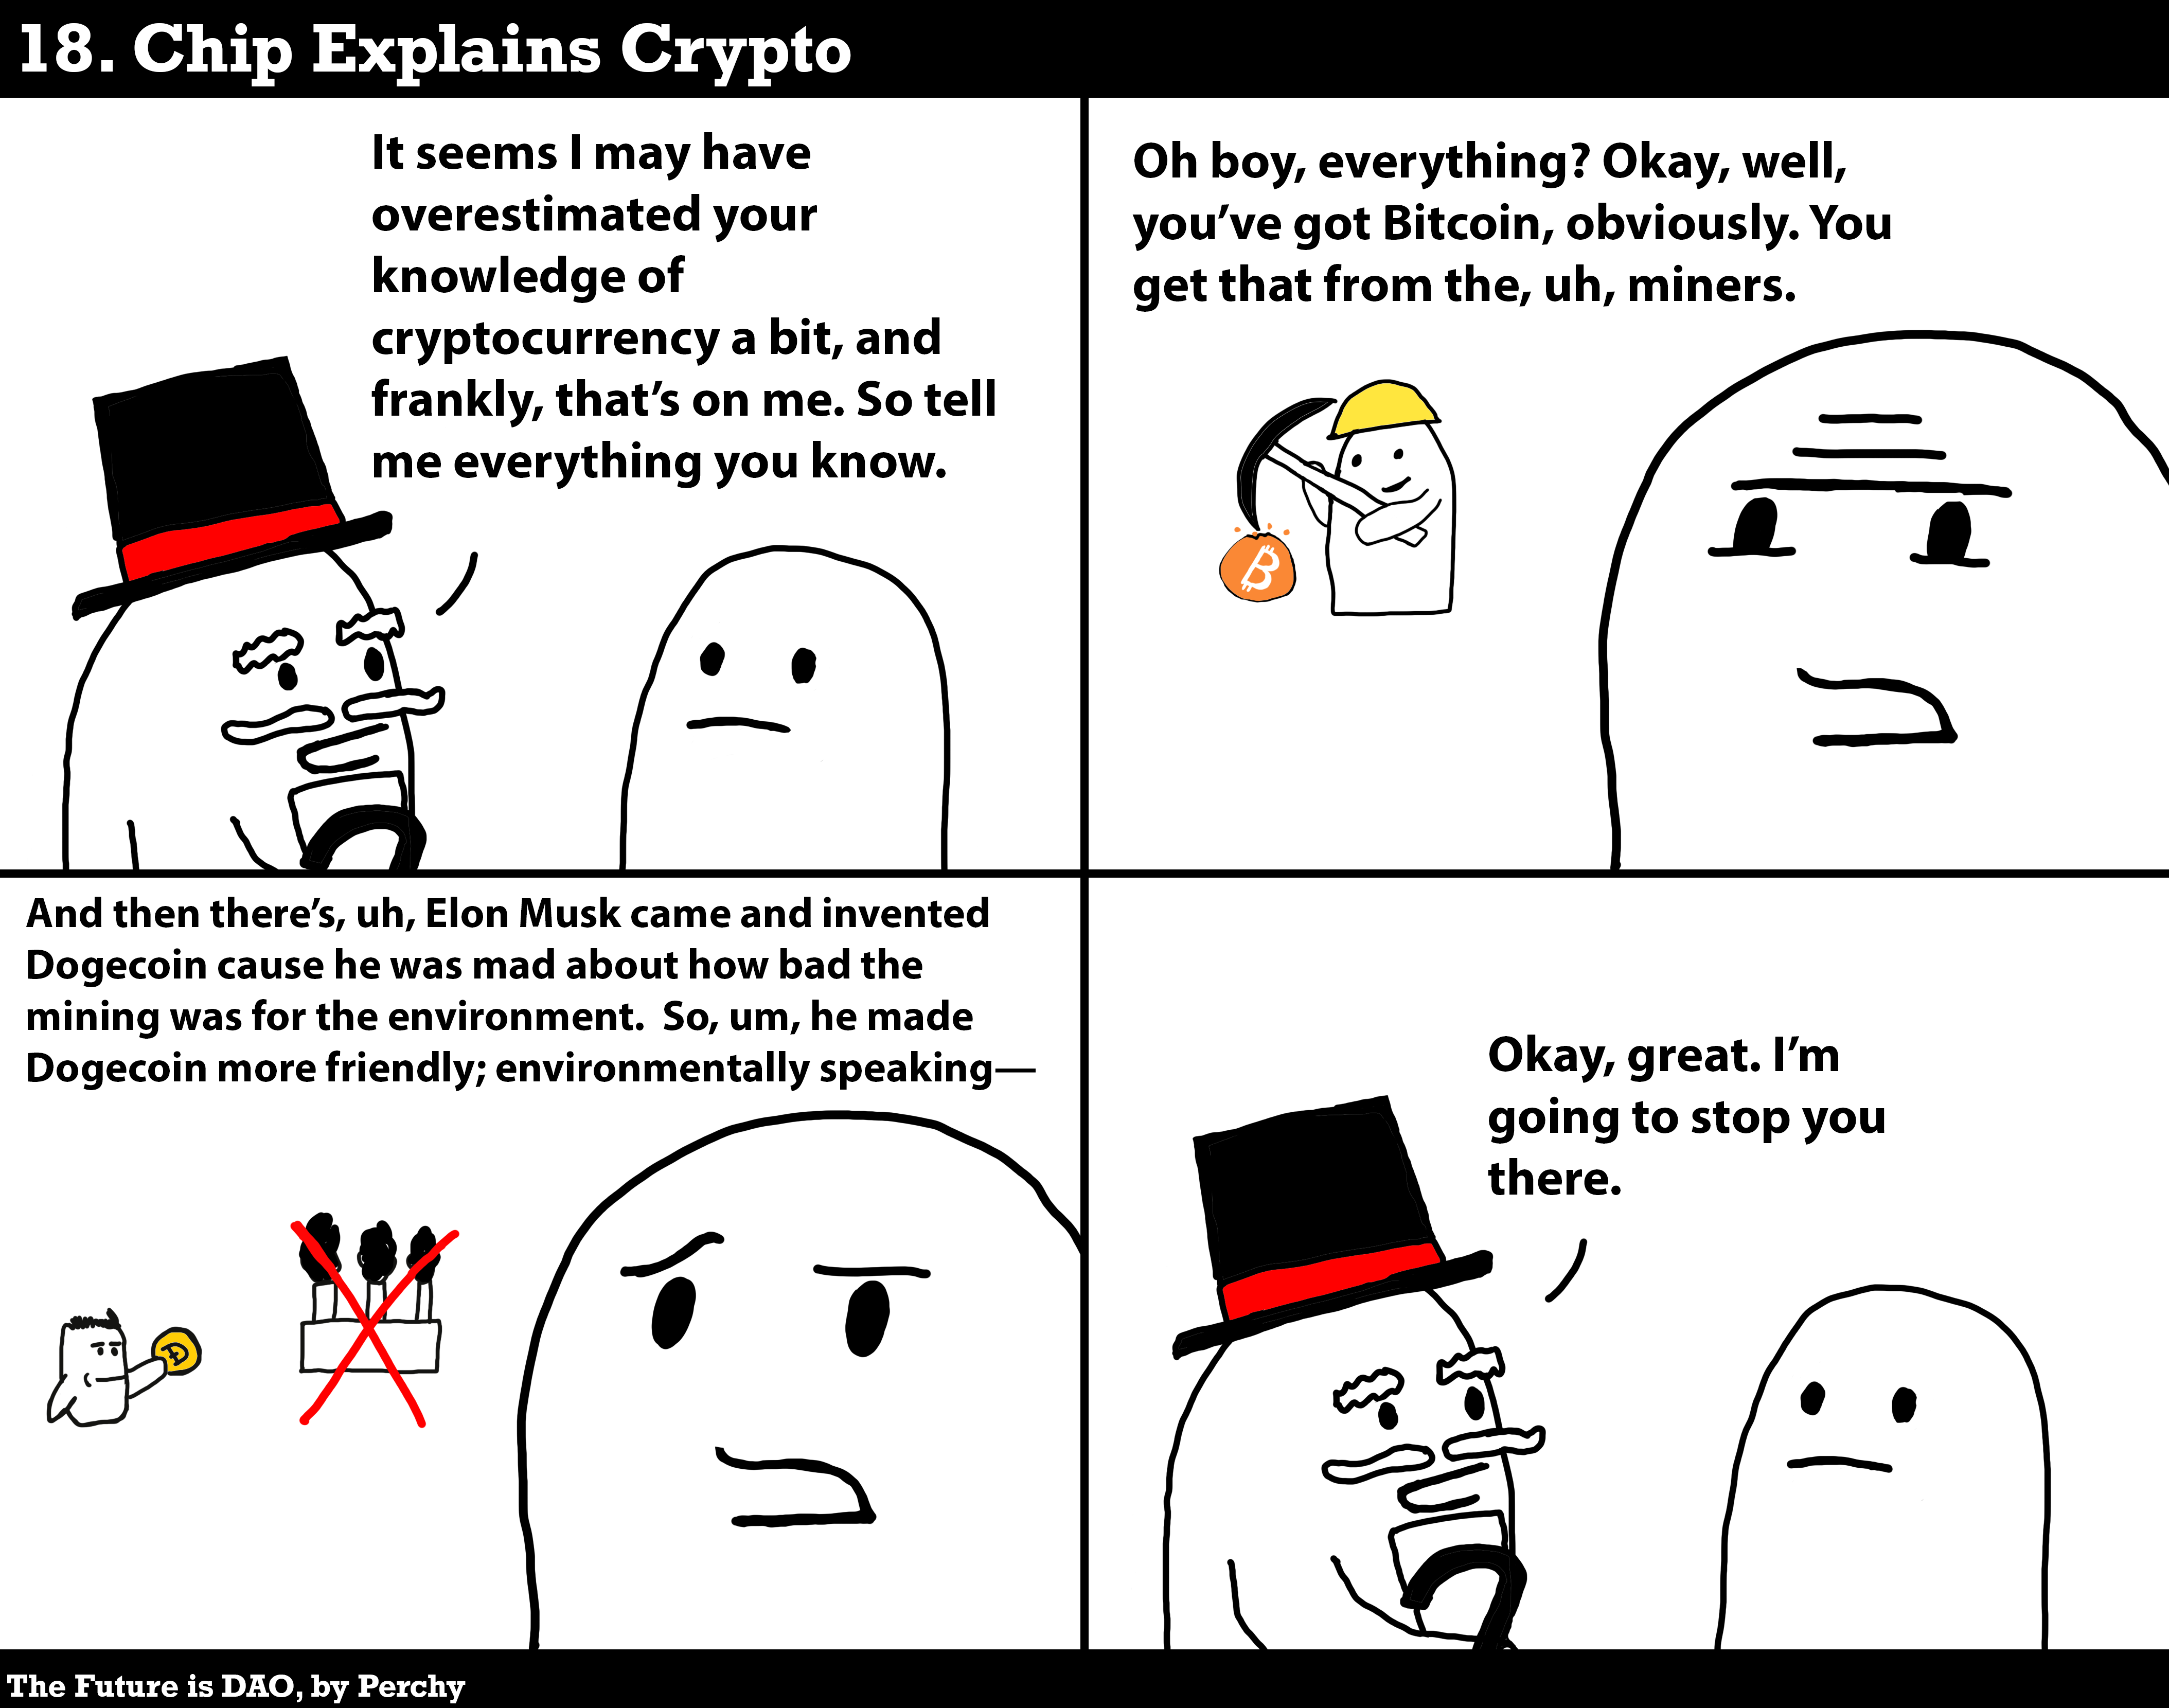 18. Chip Explains Crypto
It seems I may have
overestimated your
knowledge of
cryptocurrency a bit, and
frankly, that’s on me. So tell
me everything you know.
Oh boy, everything? Okay, well,
you’ve got Bitcoin, obviously. You
get that from the, uh, miners.
And then there’s, uh, Elon Musk came and invented
Dogecoin cause he was mad about how bad the
mining was for the environment.  So, um, he made
Dogecoin more friendly; environmentally speaking—
Okay, great. I’m
going to stop you
there.
The Future is DAO, by Perchy